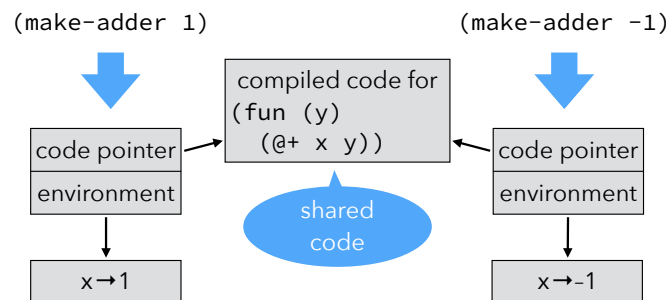 (make-adder 1)
(make-adder -1)
compiled code for
(fun (y)
(@+ x y))
code pointer
environment
code pointer
environment
shared
code
x→1
x→-1